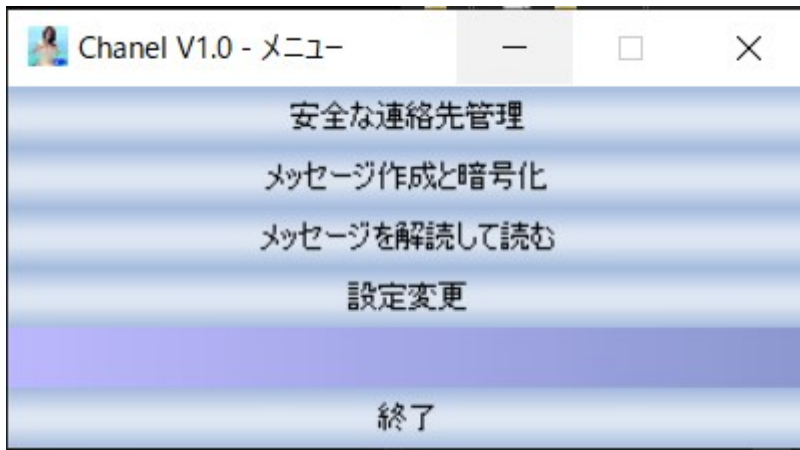 Chanel V1.0 - メニュー
安全な連絡先管理
メッセージ作成と暗号化
メッセージを解読して読む
設定変更
終了